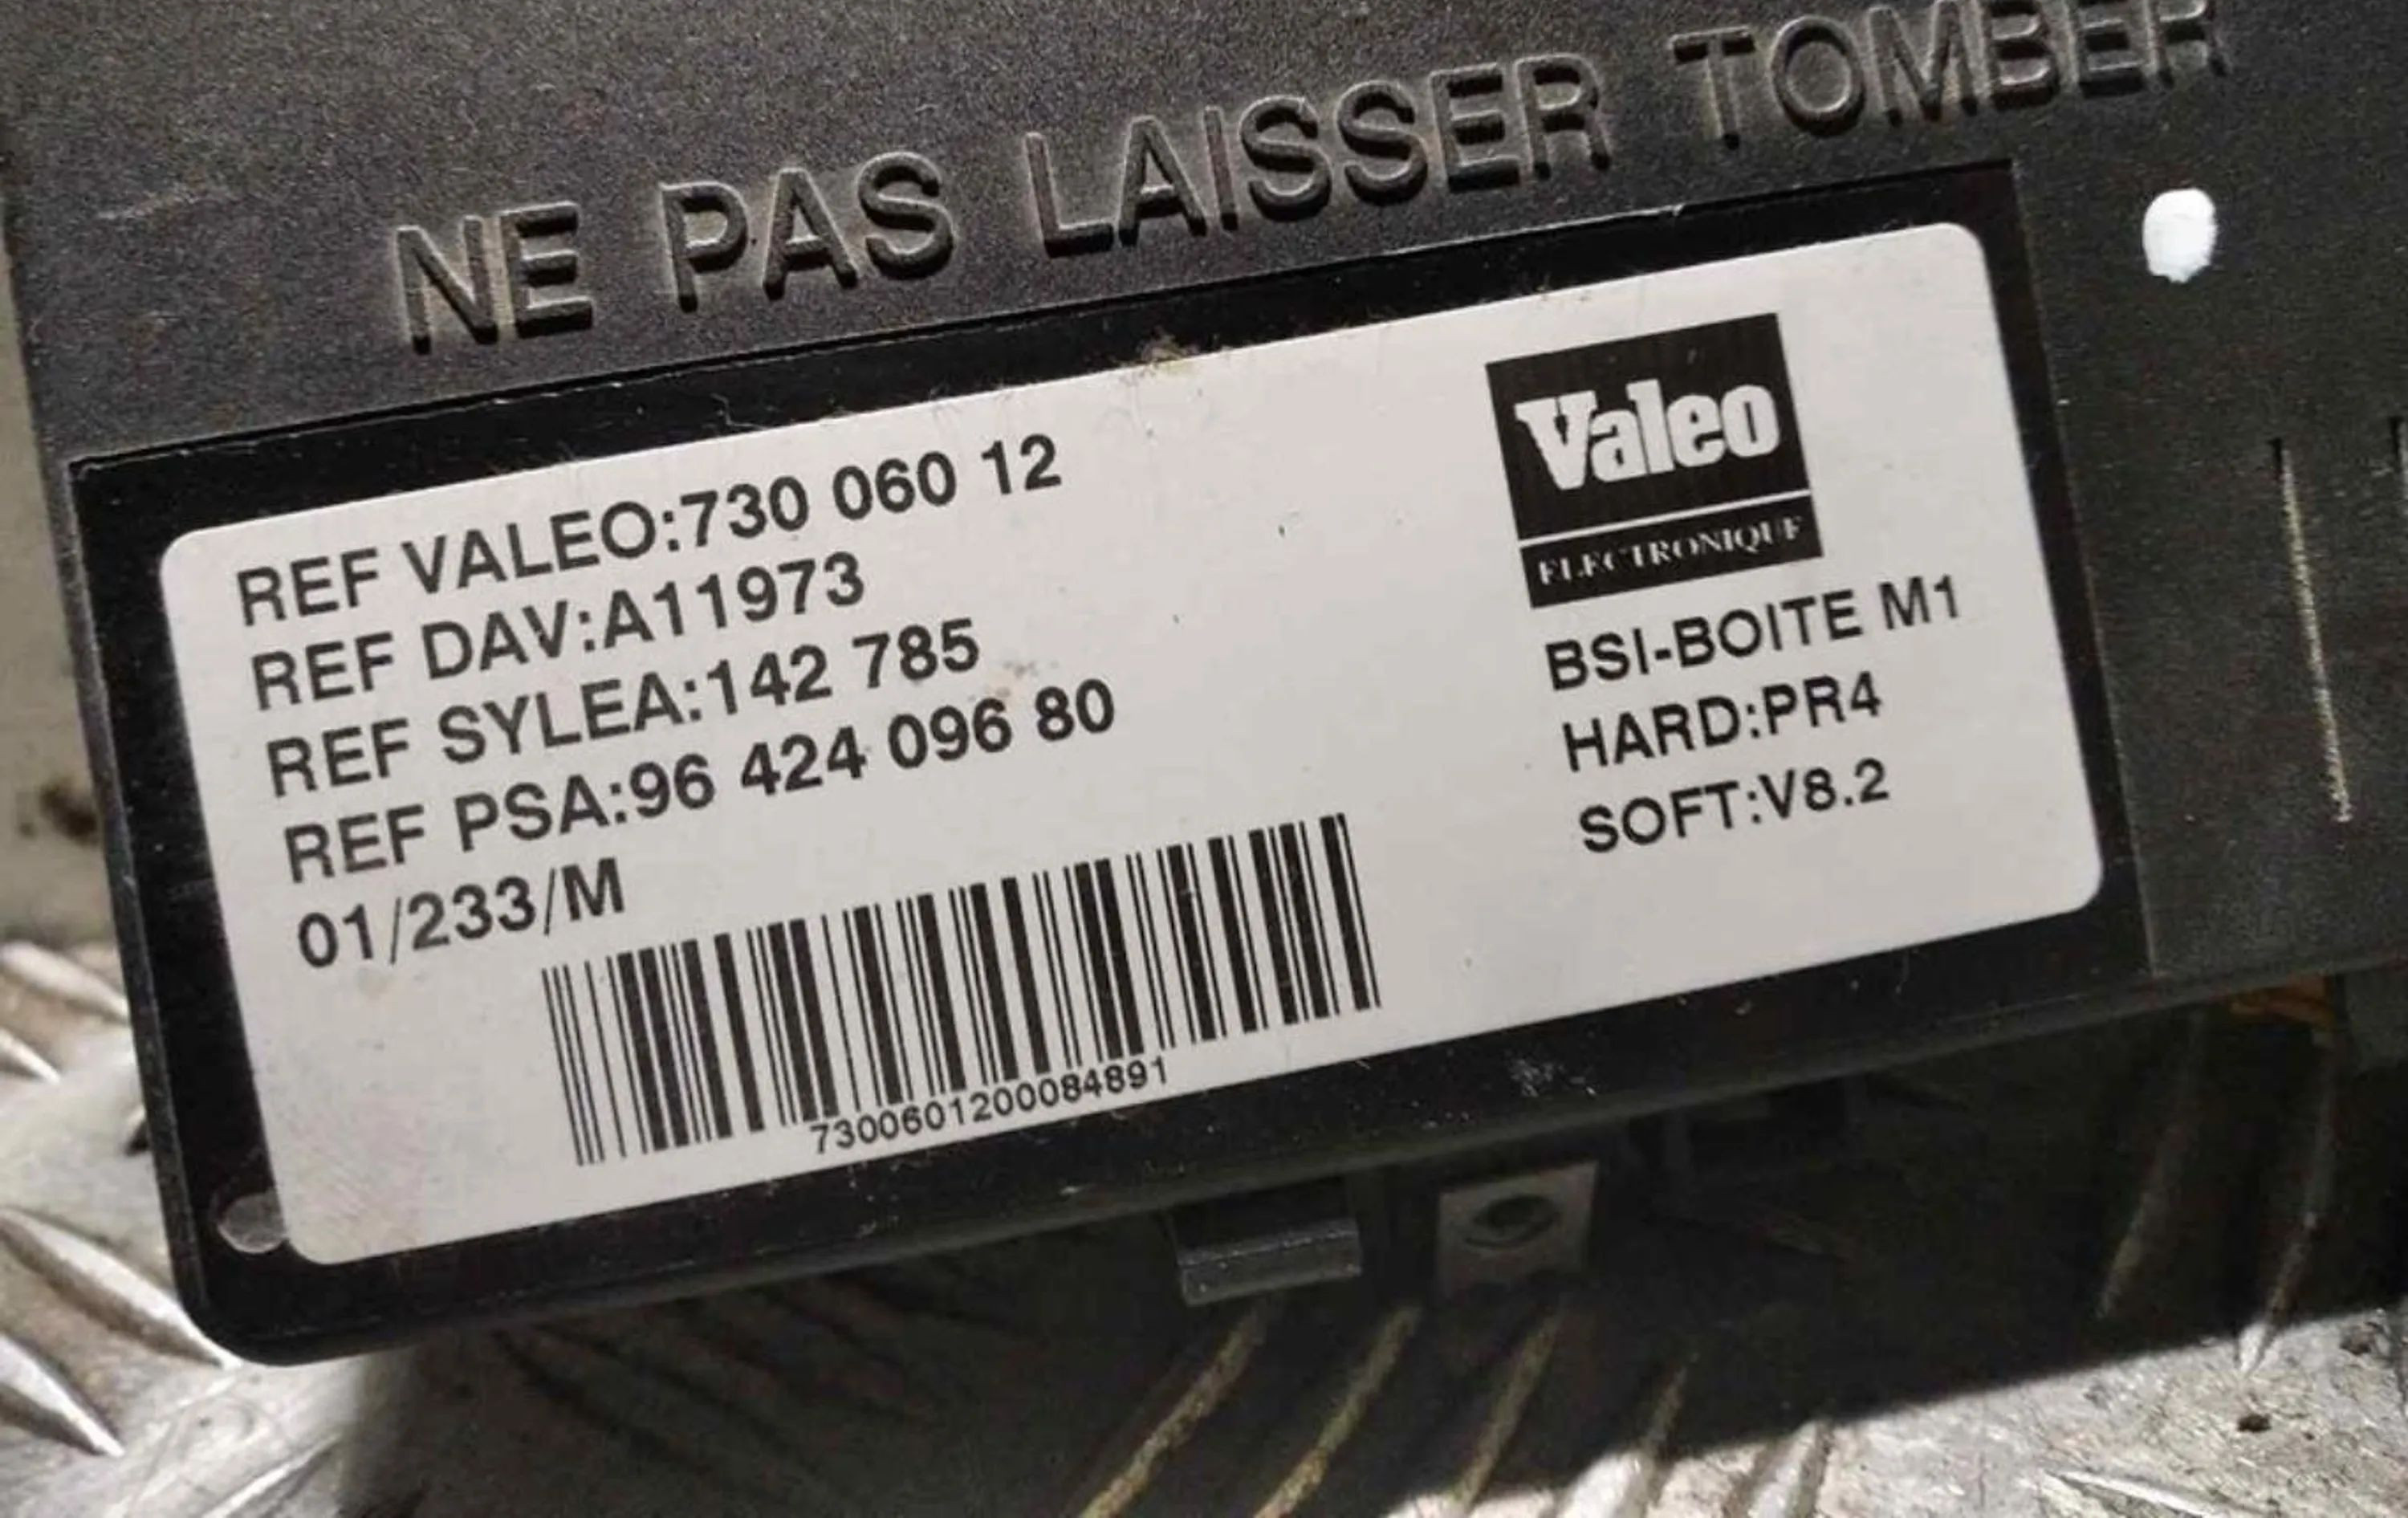 NE PAS LAISSER TOMBER
REF VALEO:730 060 12
REF DAV:A11973
REF SYLEA:142 785
REF PSA:96 424 096 80
01/233/M
7300601200084891
Valeo
ELECTRONIQUE
BSI-BOITE M1
HARD:PR4
SOFT:V8.2